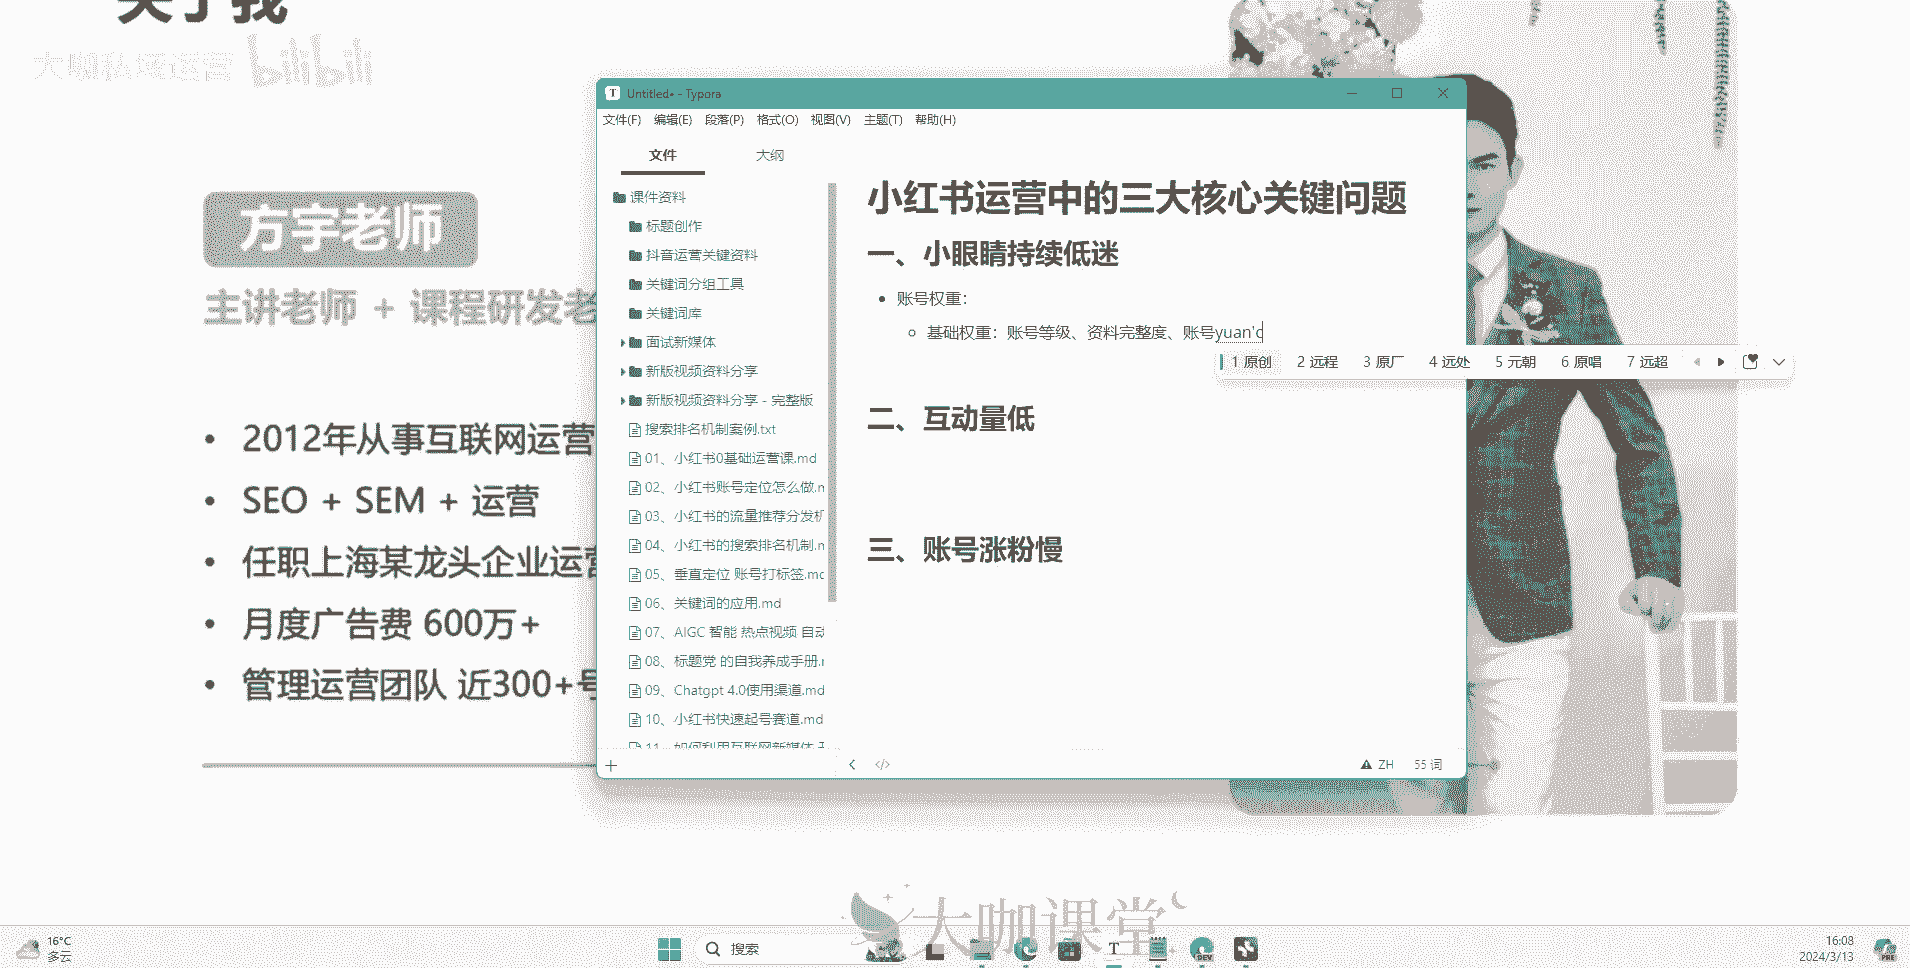 关于我
大咖私域运营 bilibili
方宇老师
主讲老师 + 课程研发老
2012年从事互联网运营
SEO + SEM + 运营
任职上海某龙头企业运营
月度广告费 600万+
管理运营团队 近300+号
Untitled• - Typora
文件(F) 编辑(E) 段落(P) 格式(O) 视图(V) 主题(T) 帮助(H)
文件 大纲
课件资料
标题创作
抖音运营关键资料
关键词分组工具
关键词库
面试新媒体
新版视频资料分享
新版视频资料分享 - 完整版
搜索排名机制案例.txt
01、小红书0基础运营课.md
02、小红书账号定位怎么做.m
03、小红书的流量推荐分发机
04、小红书的搜索排名机制.m
05、垂直定位 账号打标签.md
06、关键词的应用.md
07、AIGC 智能 热点视频 自动
08、标题党 的自我养成手册.m
09、Chatgpt 4.0使用渠道.md
10、小红书快速起号赛道.md
11、如何利用互联网新媒体
小红书运营中的三大核心关键问题
一、小眼睛持续低迷
账号权重：
基础权重：账号等级、资料完整度、账号yuan'c
1 原创 2 远程 3 原厂 4 远处 5 元朝 6 原唱 7 远超
二、互动量低
三、账号涨粉慢
ZH 55 词
大咖课堂
16°C
多云
搜索
DEV
PRE
16:08
2024/3/13